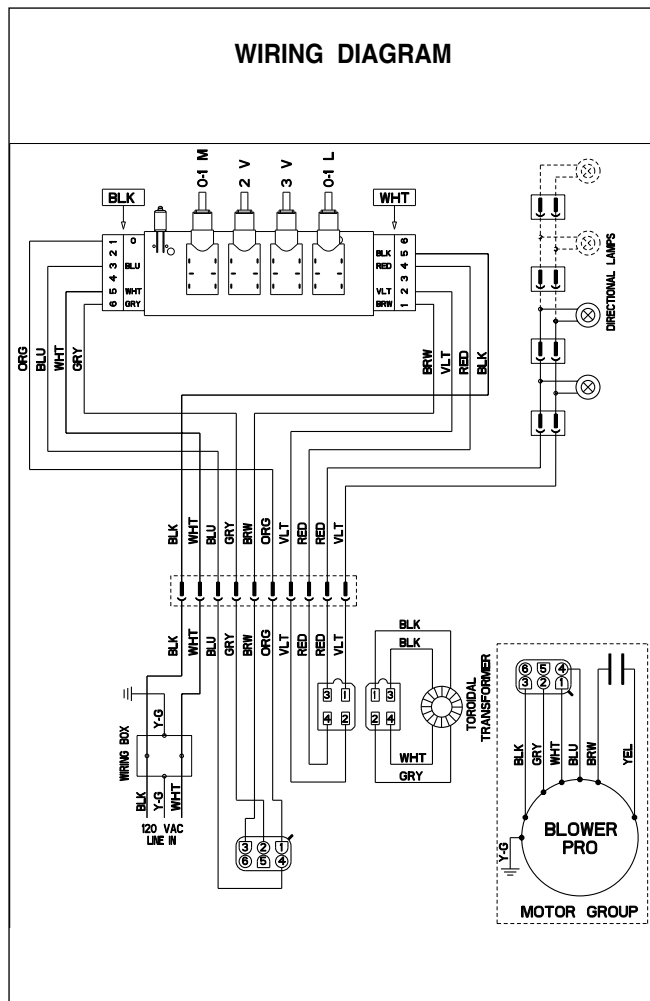 WIRING DIAGRAM
0-1 M
2 V
3 V
0-1 L
BLK
WHT
1 O
2
3 BLU
4
5 WHT
6 GRY
6
BLK 5
RED 4
3
VLT 2
BRW 1
DIRECTIONAL LAMPS
ORG
BLU
WHT
GRY
BRW
VLT
RED
BLK
BLK
WHT
BLU
GRY
BRW
ORG
VLT
RED
RED
VLT
BLK
WHT
BLU
GRY
BRW
ORG
VLT
RED
RED
VLT
Y-G
WIRING BOX
BLK
Y-G
WHT
120 VAC
LINE IN
3 2 1
6 5 4
3 1
4 2
BLK
BLK
1 3
2 4
WHT
GRY
TOROIDAL
TRANSFORMER
6 5 4
3 2 1
BLK
GRY
WHT
BLU
BRW
YEL
Y-G
BLOWER
PRO
MOTOR GROUP